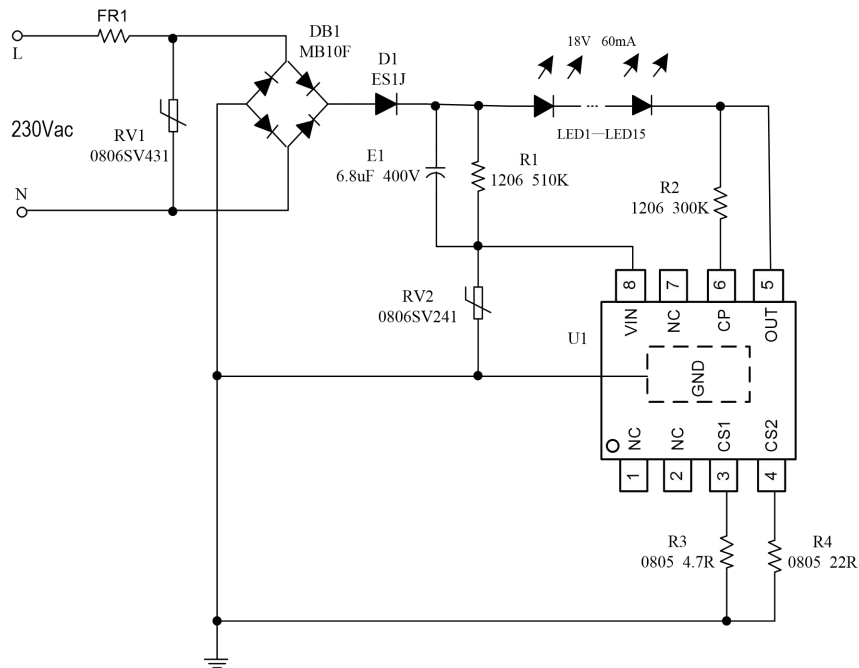 FR1
L
DB1
MB10F
D1
ES1J
18V 60mA
230Vac
RV1
0806SV431
LED1—LED15
E1
6.8uF 400V
R1
1206 510K
R2
1206 300K
N
RV2
0806SV241
8
7
6
5
VIN
NC
CP
OUT
U1
GND
NC
NC
CS1
CS2
1
2
3
4
R3
0805 4.7R
R4
0805 22R